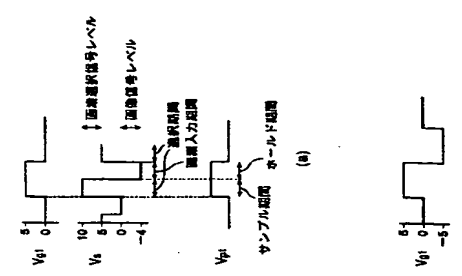 Vg1
5
0
Vs
10
5
0
-4
画素選択信号レベル
画像信号レベル
選択期間
画素入力期間
Vp1
サンプル期間
ホールド期間
(a)
Vg1
5
0
-5